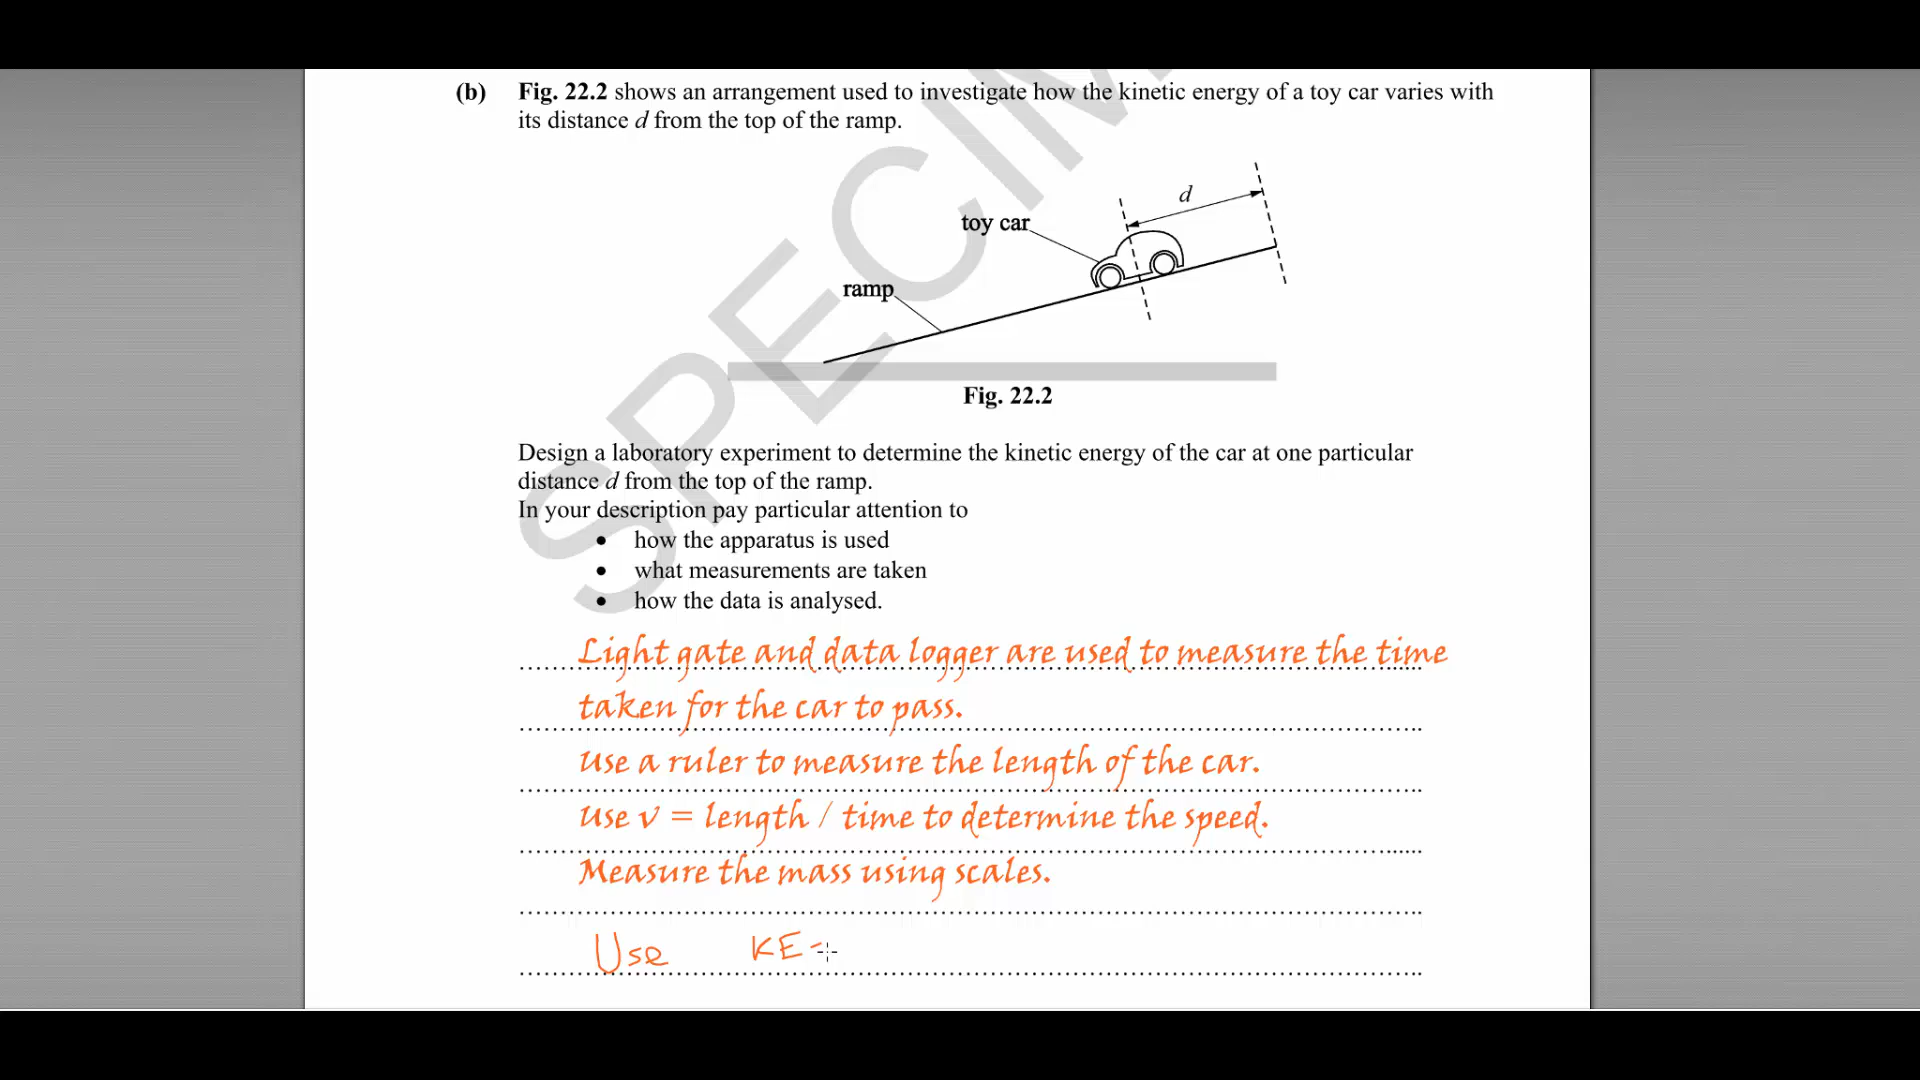 (b) Fig. 22.2 shows an arrangement used to investigate how the kinetic energy of a toy car varies with
its distance d from the top of the ramp.
SPECIM
d
toy car
ramp
Fig. 22.2
Design a laboratory experiment to determine the kinetic energy of the car at one particular
distance d from the top of the ramp.
In your description pay particular attention to
• how the apparatus is used
• what measurements are taken
• how the data is analysed.
Light gate and data logger are used to measure the time
taken for the car to pass.
Use a ruler to measure the length of the car.
Use v = length / time to determine the speed.
Measure the mass using scales.
Use KE =